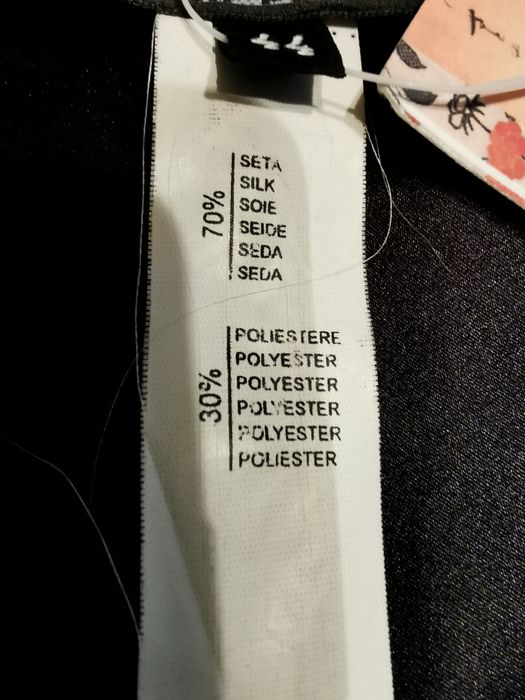 44
70%
SETA
SILK
SOIE
SEIDE
SEDA
SEDA
30%
POLIESTERE
POLYESTER
POLYESTER
POLYESTER
POLYESTER
POLIESTER